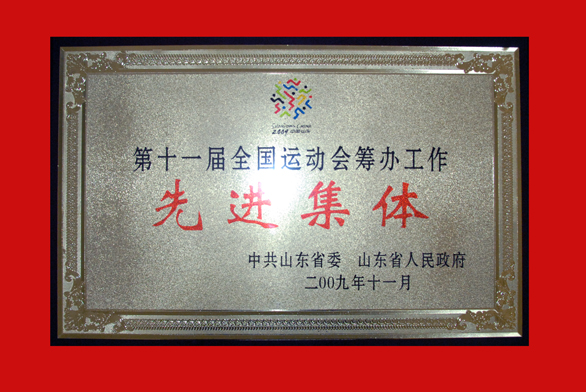 2009
第十一届全国运动会筹办工作
先进集体
中共山东省委 山东省人民政府
二00九年十一月